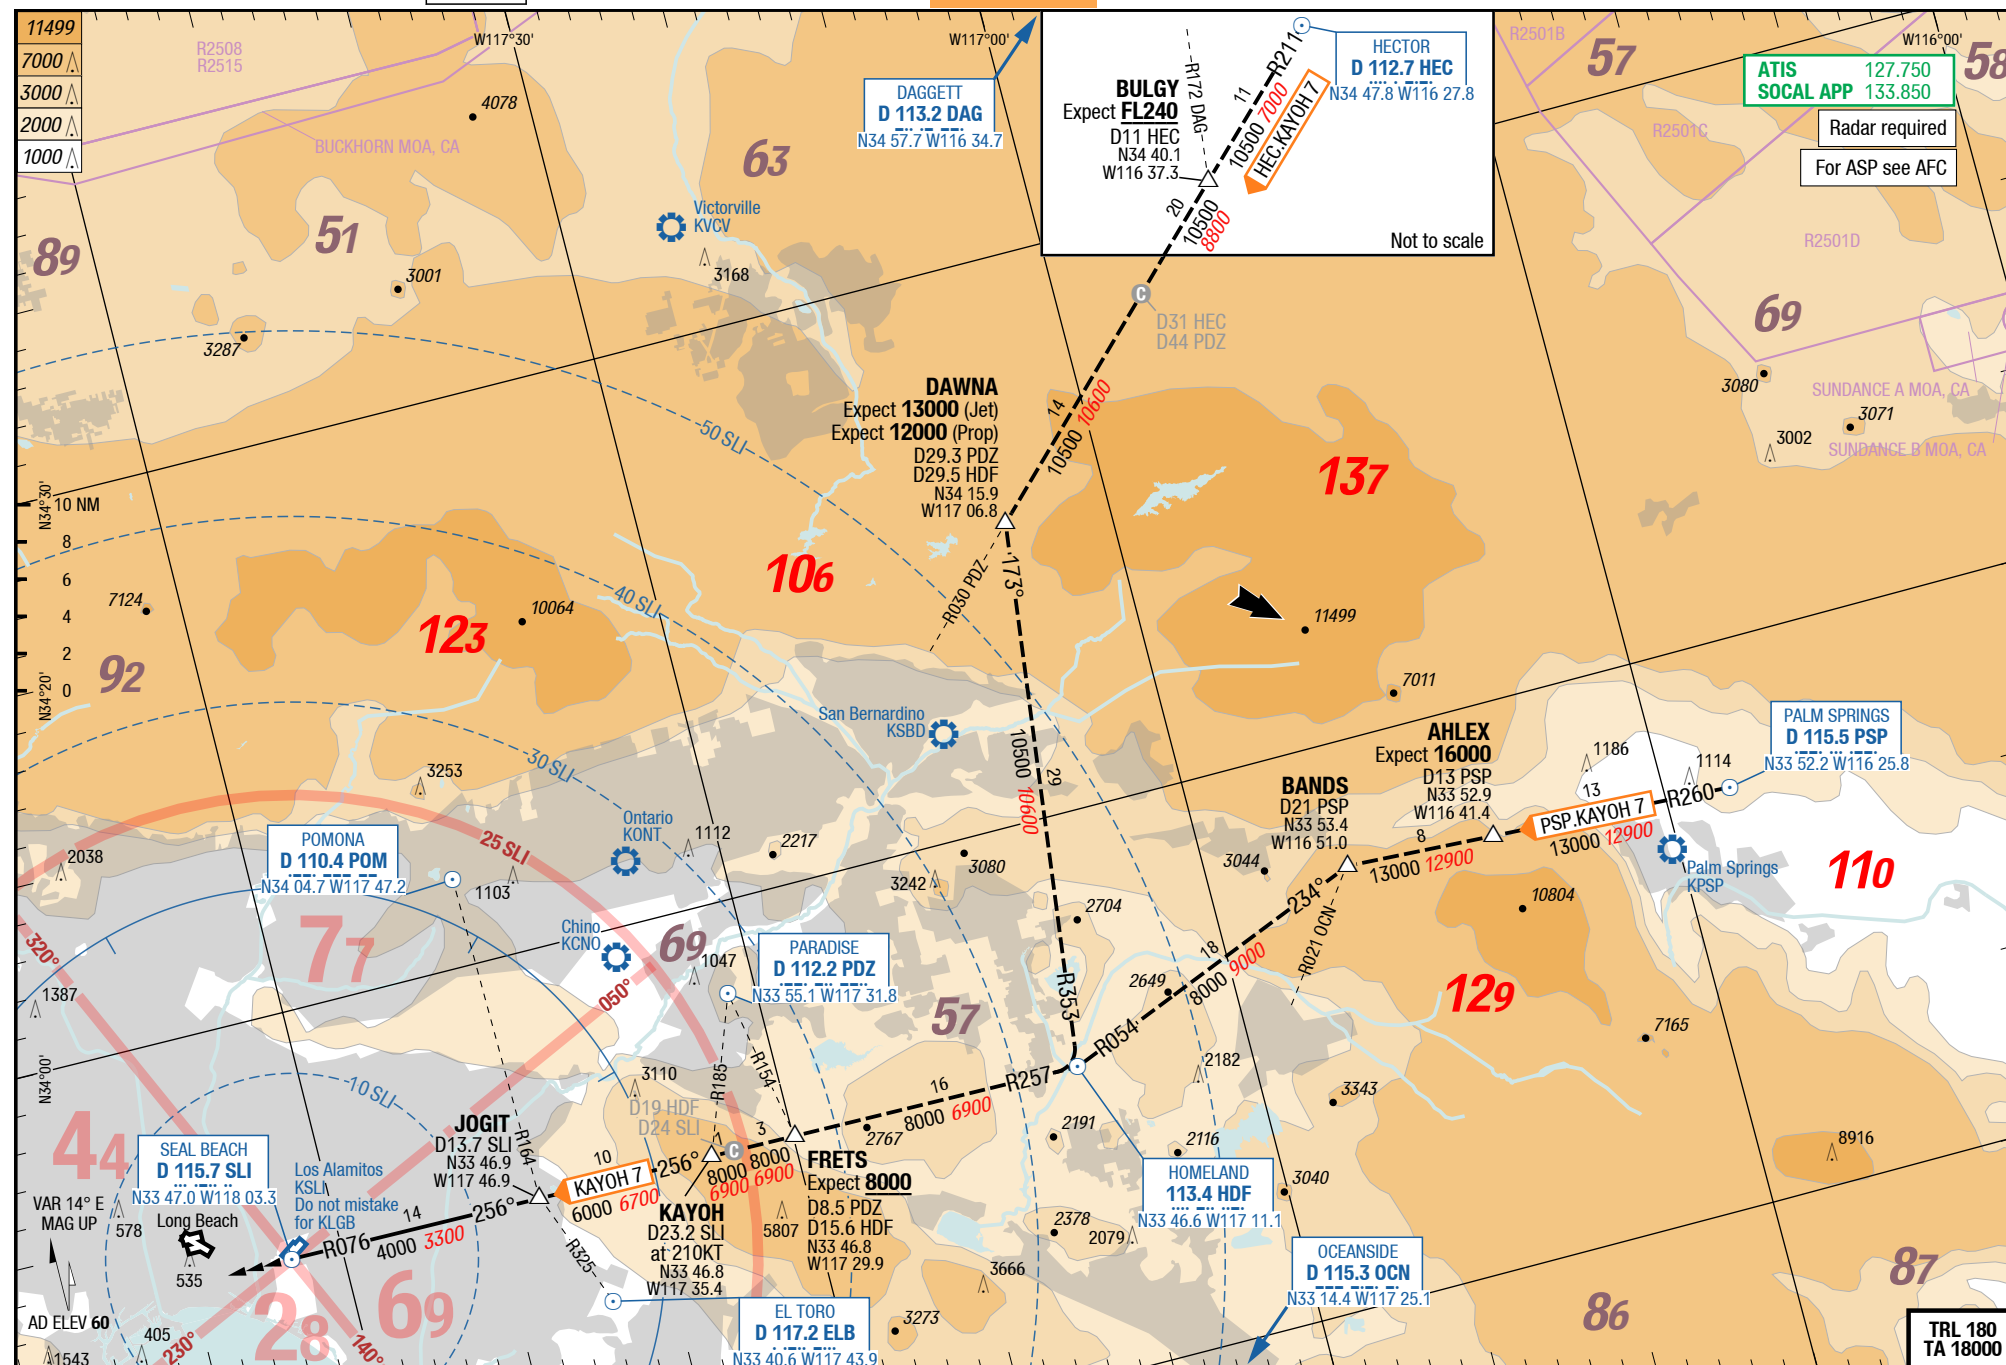 11499
7000
3000
2000
1000
R2508
R2515
W117°30'
W117°00'
W116°00'
BUCKHORN MOA, CA
4078
63
51
89
3001
3287
Victorville
KVCV
3168
DAGGETT
D 113.2 DAG
N34 57.7 W116 34.7
BULGY
Expect FL240
D11 HEC
N34 40.1
W116 37.3
R172 DAG
11
R211
10500 7000
HEC.KAYOH 7
20
10500
8800
HECTOR
D 112.7 HEC
N34 47.8 W116 27.8
Not to scale
R2501B
57
58
ATIS 127.750
SOCAL APP 133.850
Radar required
For ASP see AFC
R2501C
R2501D
69
3080
SUNDANCE A MOA, CA
3071
3002
SUNDANCE B MOA, CA
C
D31 HEC
D44 PDZ
50 SLI
DAWNA
Expect 13000 (Jet)
Expect 12000 (Prop)
D29.3 PDZ
D29.5 HDF
N34 15.9
W117 06.8
14
10500 10600
137
N34°30'
10 NM
8
6
4
2
0
N34°20'
7124
92
123
10064
106
40 SLI
R030 PDZ
173°
11499
7011
San Bernardino
KSBD
10500 10600
29
30 SLI
3253
25 SLI
AHLEX
Expect 16000
D13 PSP
N33 52.9
W116 41.4
BANDS
D21 PSP
N33 53.4
W116 51.0
1186
1114
PALM SPRINGS
D 115.5 PSP
N33 52.2 W116 25.8
13
R260
PSP.KAYOH 7
13000 12900
8
13000 12900
Palm Springs
KPSP
110
POMONA
D 110.4 POM
N34 04.7 W117 47.2
2038
1103
Ontario
KONT
1112
2217
3242
3080
3044
2704
234°
R021 OCN
10804
77
320°
1387
Chino
KCNO
69
1047
050°
PARADISE
D 112.2 PDZ
N33 55.1 W117 31.8
57
R353
2649
18
8000 9000
129
7165
N34°00'
10 SLI
3110
D19 HDF
D24 SLI
C
R185
R154
16
R257
8000 6900
R054
2182
3343
44
SEAL BEACH
D 115.7 SLI
N33 47.0 W118 03.3
JOGIT
D13.7 SLI
N33 46.9
W117 46.9
R164
10
KAYOH 7
256°
6000 6700
3
8000 8000
6900 6900
2767
2191
2116
8916
FRETS
Expect 8000
D8.5 PDZ
D15.6 HDF
N33 46.8
W117 29.9
HOMELAND
113.4 HDF
N33 46.6 W117 11.1
3040
Los Alamitos
KSLI
Do not mistake
for KLGB
VAR 14° E
MAG UP
578
Long Beach
535
14
R076
4000 3300
256°
R325
KAYOH
D23.2 SLI
at 210KT
N33 46.8
W117 35.4
5807
2378
2079
3666
OCEANSIDE
D 115.3 OCN
N33 14.4 W117 25.1
87
86
AD ELEV 60
1543
405
230°
28
140°
69
EL TORO
D 117.2 ELB
N33 40.6 W117 43.9
3273
TRL 180
TA 18000